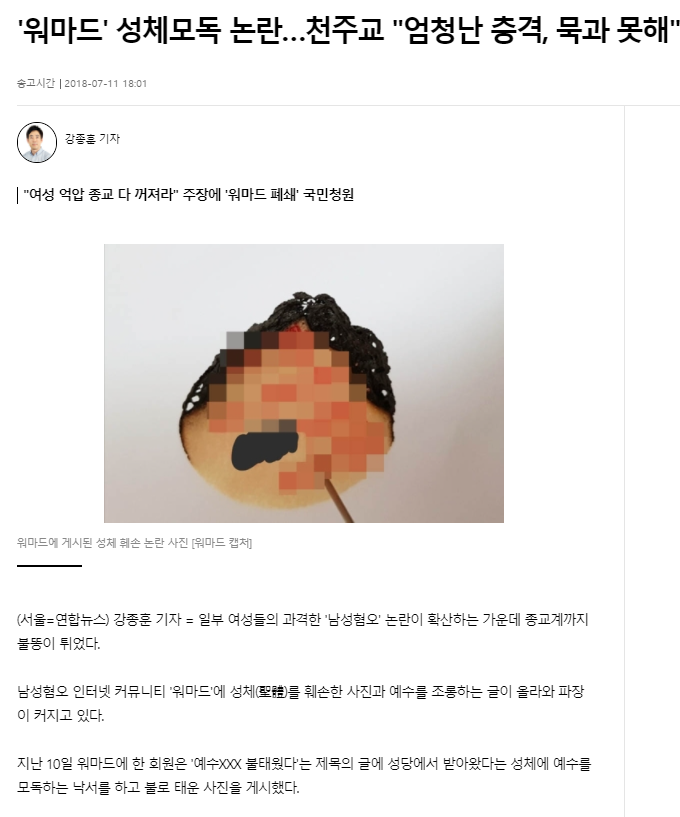 '워마드' 성체모독 논란…천주교 "엄청난 충격, 묵과 못해"
송고시간 | 2018-07-11 18:01
강종훈 기자
"여성 억압 종교 다 꺼져라" 주장에 '워마드 폐쇄' 국민청원
워마드에 게시된 성체 훼손 논란 사진 [워마드 캡처]
(서울=연합뉴스) 강종훈 기자 = 일부 여성들의 과격한 '남성혐오' 논란이 확산하는 가운데 종교계까지
불똥이 튀었다.
남성혐오 인터넷 커뮤니티 '워마드'에 성체(聖體)를 훼손한 사진과 예수를 조롱하는 글이 올라와 파장
이 커지고 있다.
지난 10일 워마드에 한 회원은 '예수XXX 불태웠다'는 제목의 글에 성당에서 받아왔다는 성체에 예수를
모독하는 낙서를 하고 불로 태운 사진을 게시했다.